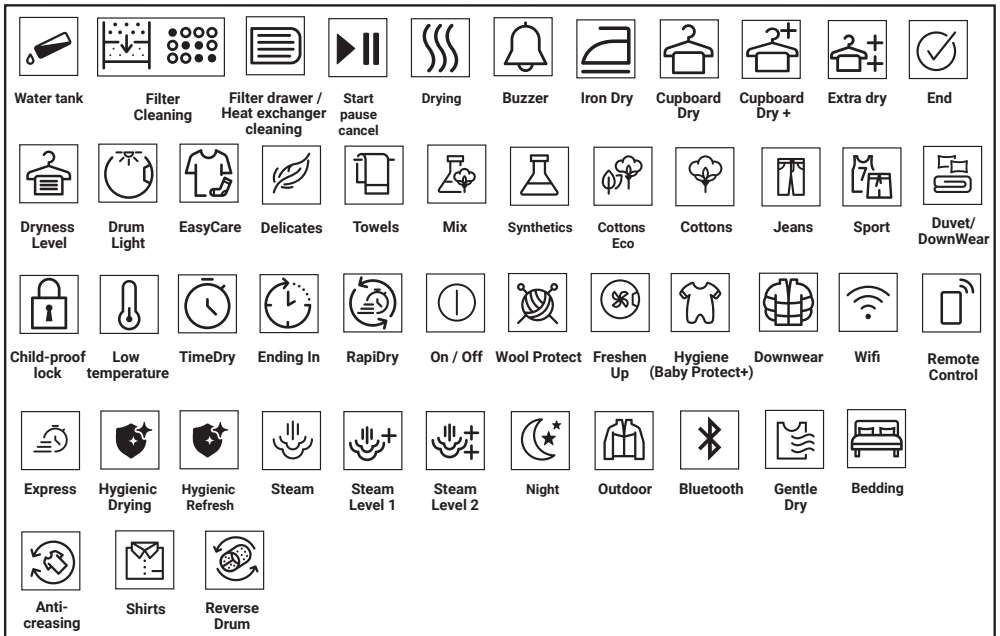 Water tank
Filter
Cleaning
Filter drawer /
Heat exchanger
cleaning
Start
pause
cancel
Drying
Buzzer
Iron Dry
Cupboard
Dry
Cupboard
Dry +
Extra dry
End
Dryness
Level
Drum
Light
EasyCare
Delicates
Towels
Mix
Synthetics
Cottons
Eco
Cottons
Jeans
7
Sport
Duvet/
DownWear
Child-proof
lock
Low
temperature
TimeDry
Ending In
RapiDry
On / Off
Wool Protect
Freshen
Up
Hygiene
(Baby Protect+)
Downwear
Wifi
Remote
Control
Express
Hygienic
Drying
Hygienic
Refresh
Steam
Steam
Level 1
Steam
Level 2
Night
Outdoor
Bluetooth
Gentle
Dry
Bedding
Anti-
creasing
Shirts
Reverse
Drum